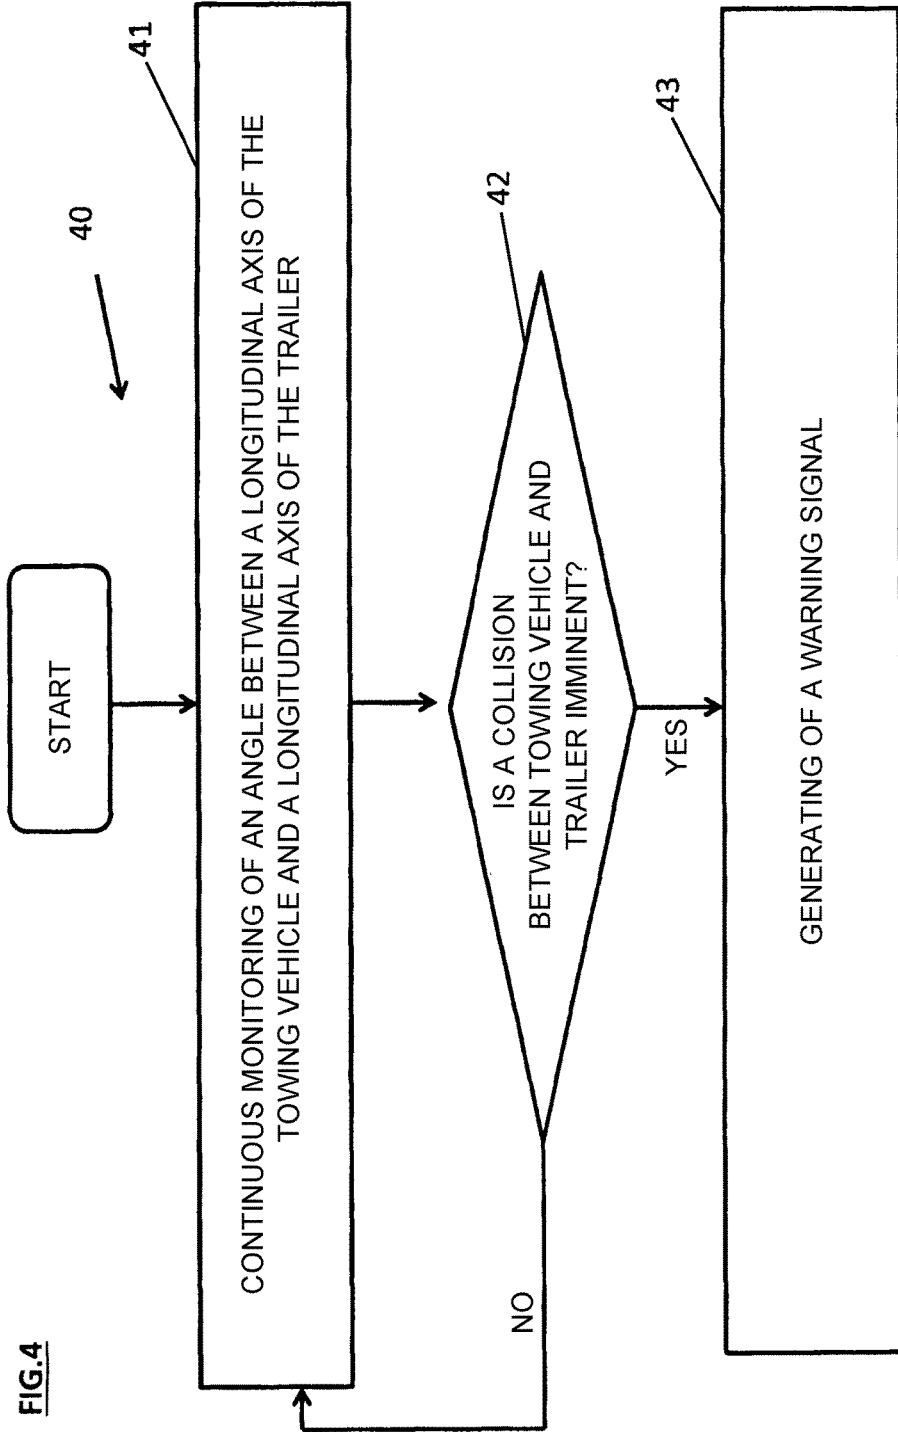 FIG.4
40
START
41
CONTINUOUS MONITORING OF AN ANGLE BETWEEN A LONGITUDINAL AXIS OF THE
TOWING VEHICLE AND A LONGITUDINAL AXIS OF THE TRAILER
42
IS A COLLISION
BETWEEN TOWING VEHICLE AND
TRAILER IMMINENT?
NO
YES
43
GENERATING OF A WARNING SIGNAL